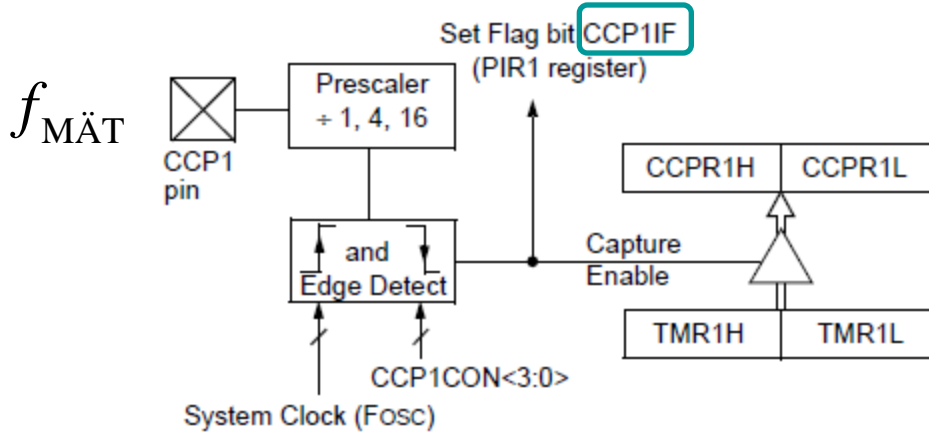 Set Flag bit CCP1IF
(PIR1 register)
fMÄT
Prescaler
÷ 1, 4, 16
CCP1
pin
CCPR1H CCPR1L
and
Edge Detect
Capture
Enable
TMR1H TMR1L
CCP1CON<3:0>
System Clock (FOSC)